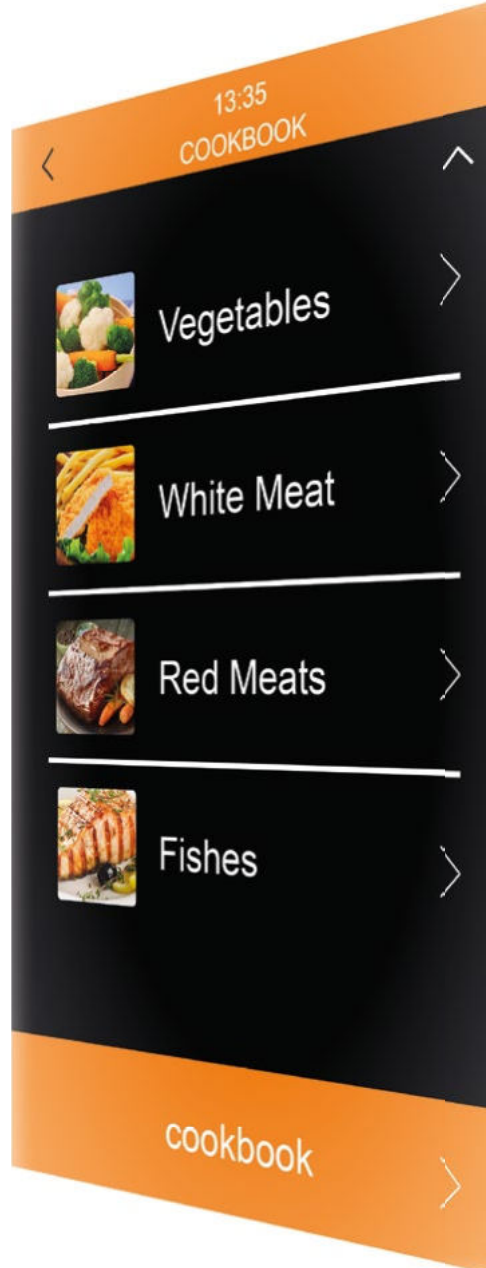 13:35
COOKBOOK
Vegetables
White Meat
Red Meats
Fishes
cookbook